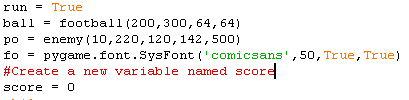 run = True
ball = football(200,300,64,64)
po = enemy(10,220,120,142,500)
fo = pygame.font.SysFont('comicsans',50,True,True)
#Create a new variable named score
score = 0